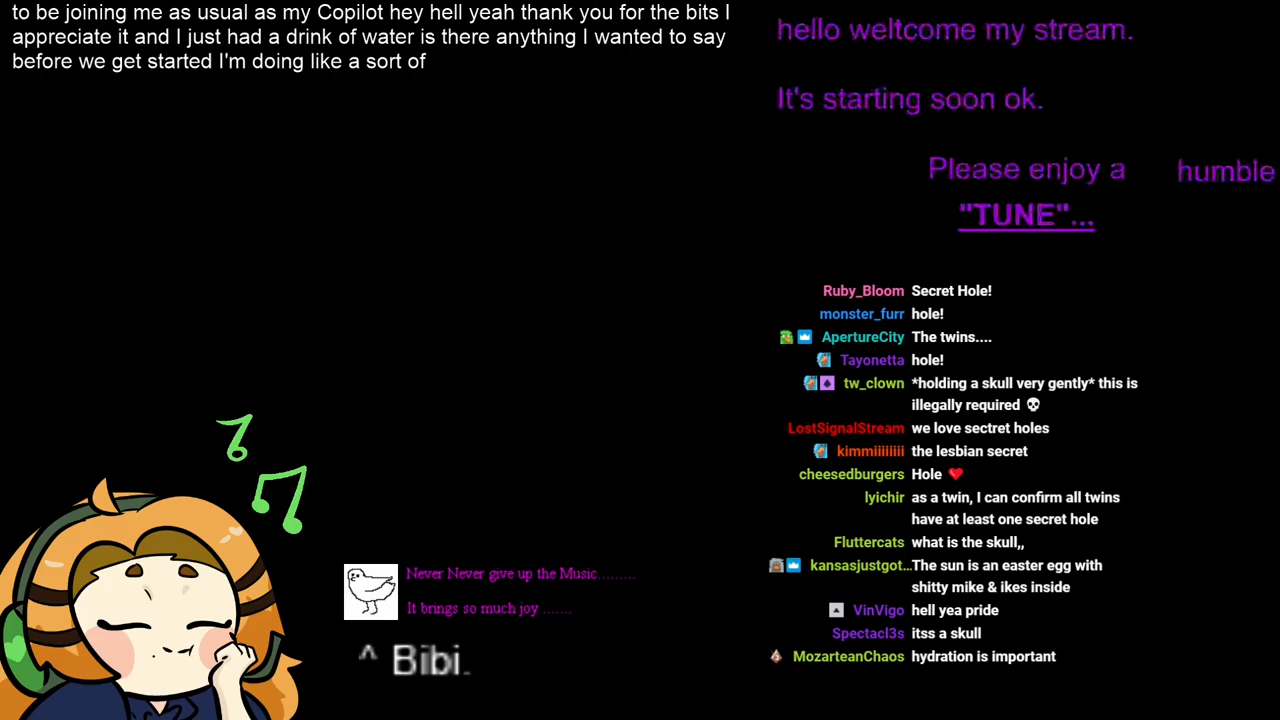 to be joining me as usual as my Copilot hey hell yeah thank you for the bits I
appreciate it and I just had a drink of water is there anything I wanted to say
before we get started I'm doing like a sort of
hello weltcome my stream.
It's starting soon ok.
Please enjoy a humble
"TUNE"...
Ruby_Bloom Secret Hole!
monster_furr hole!
ApertureCity The twins....
Tayonetta hole!
tw_clown *holding a skull very gently* this is
illegally required 💀
LostSignalStream we love sectret holes
kimmiiiiiiii the lesbian secret
cheesedburgers Hole
lyichir as a twin, I can confirm all twins
have at least one secret hole
Fluttercats what is the skull,,
kansasjustgot... The sun is an easter egg with
shitty mike & ikes inside
VinVigo hell yea pride
Spectacl3s itss a skull
MozarteanChaos hydration is important
Never Never give up the Music.........
It brings so much joy .......
^ Bibi.